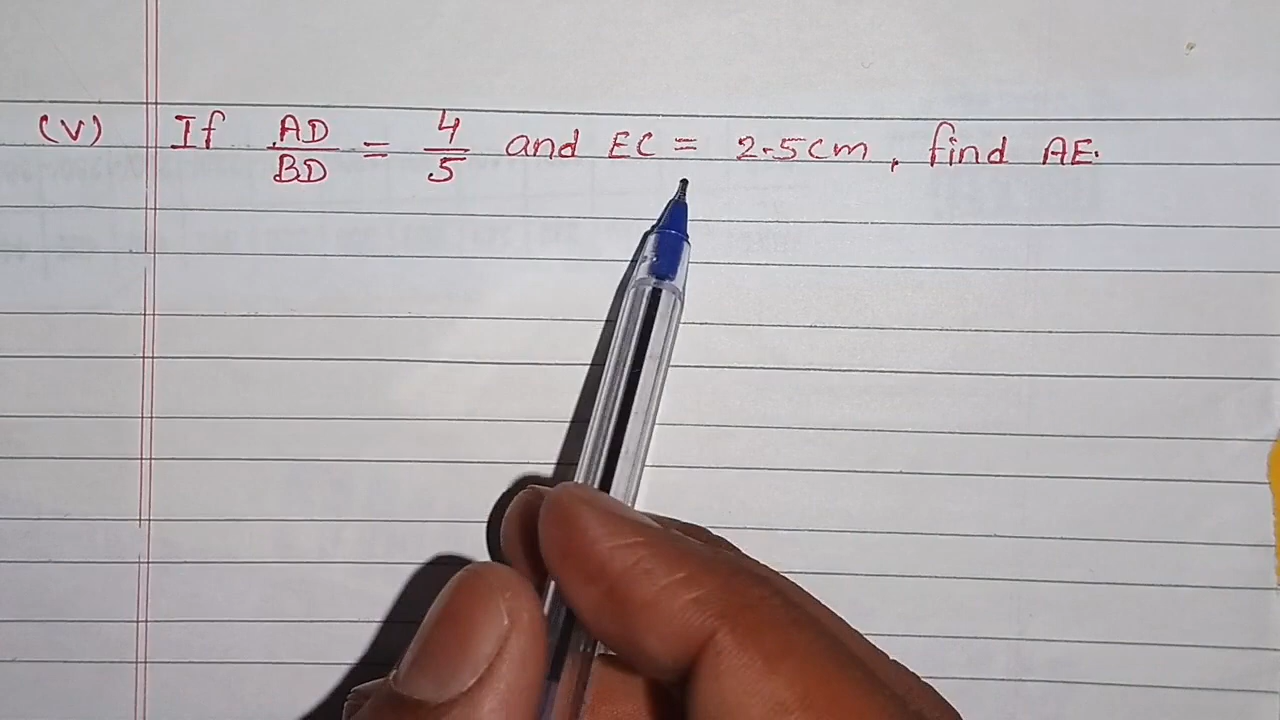 (V) If AD/BD = 4/5 and EC = 2.5cm, find AE.